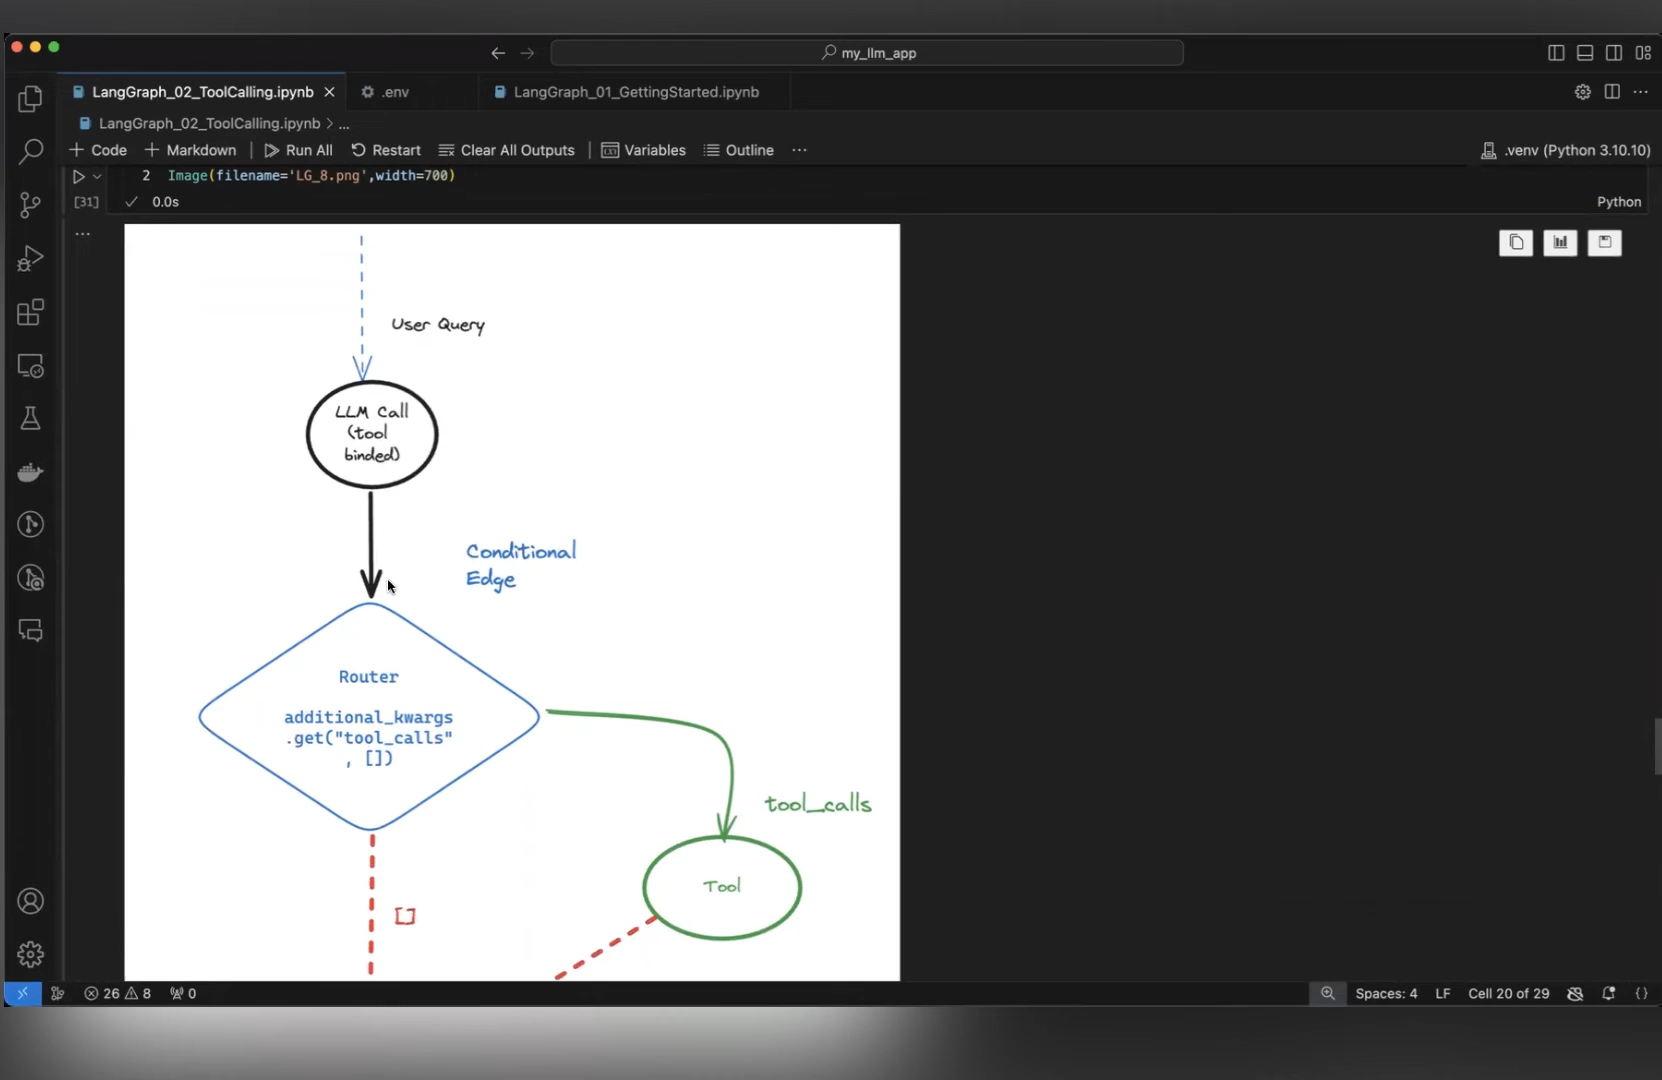 my_llm_app
LangGraph_02_ToolCalling.ipynb
.env
LangGraph_01_GettingStarted.ipynb
LangGraph_02_ToolCalling.ipynb > ...
Code
Markdown
Run All
Restart
Clear All Outputs
Variables
Outline
...
.venv (Python 3.10.10)
2 Image(filename='LG_8.png',width=700)
[31]
0.0s
Python
...
User Query
LLM Call
(tool
binded)
Conditional
Edge
Router
additional_kwargs
.get("tool_calls"
, [])
tool_calls
Tool
[]
26
8
0
Spaces: 4
LF
Cell 20 of 29
{}